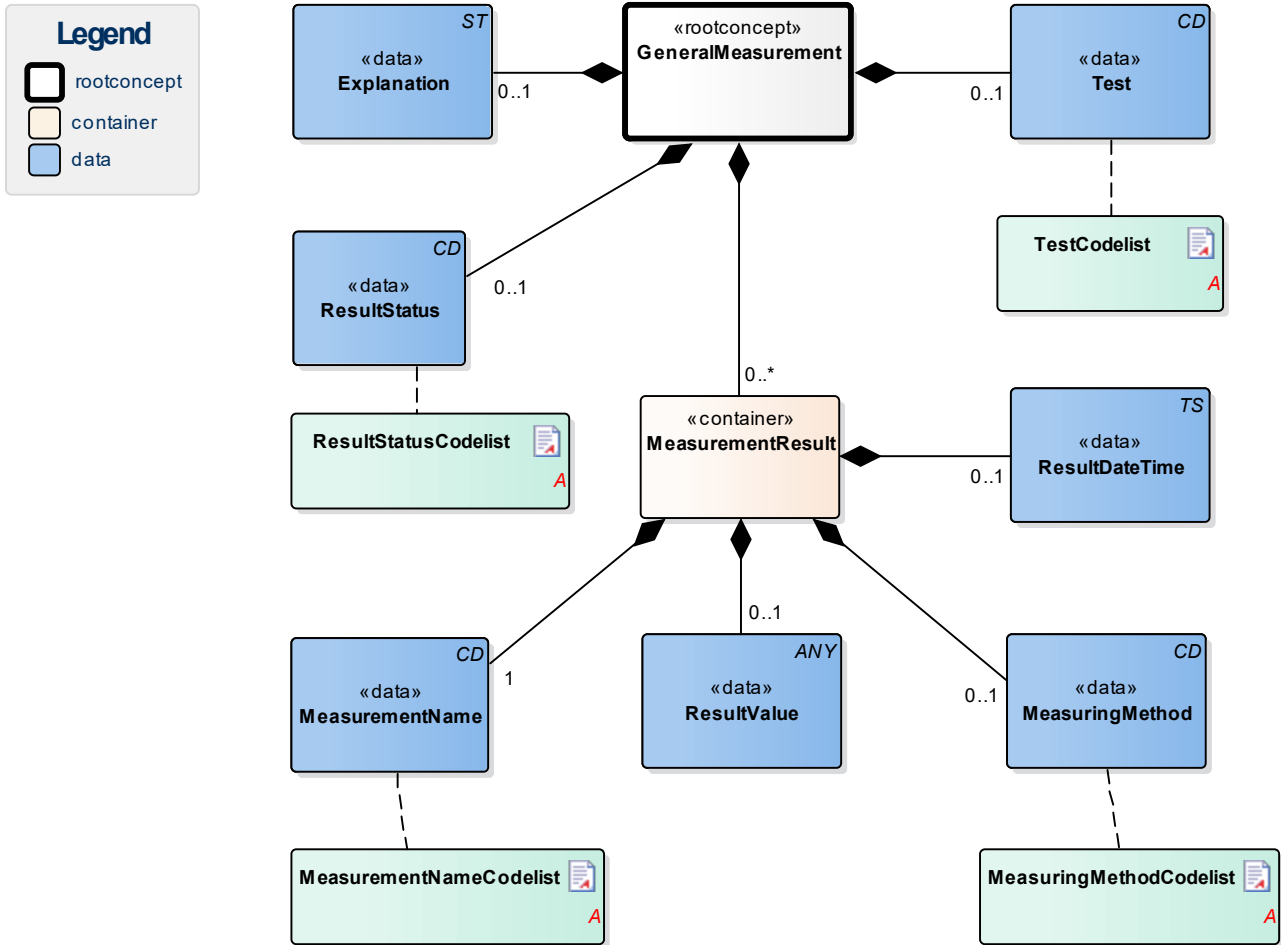 Legend
rootconcept
container
data
ST
«data»
Explanation
0..1
«rootconcept»
GeneralMeasurement
CD
«data»
Test
0..1
TestCodelist
A
CD
«data»
ResultStatus
0..1
ResultStatusCodelist
A
0..*
«container»
MeasurementResult
TS
«data»
ResultDateTime
0..1
CD
«data»
MeasurementName
1
ANY
«data»
ResultValue
0..1
CD
«data»
MeasuringMethod
0..1
MeasurementNameCodelist
A
MeasuringMethodCodelist
A